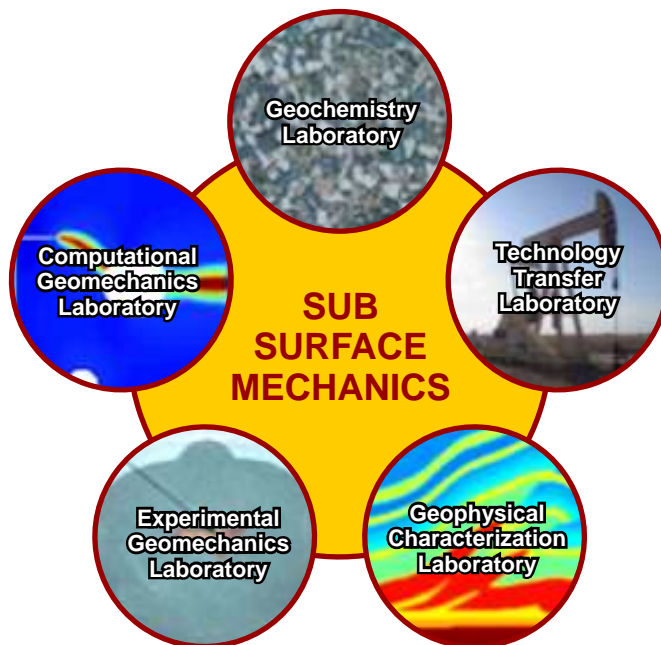 Geochemistry
Laboratory
Computational
Geomechanics
Laboratory
Technology
Transfer
Laboratory
SUB
SURFACE
MECHANICS
Experimental
Geomechanics
Laboratory
Geophysical
Characterization
Laboratory